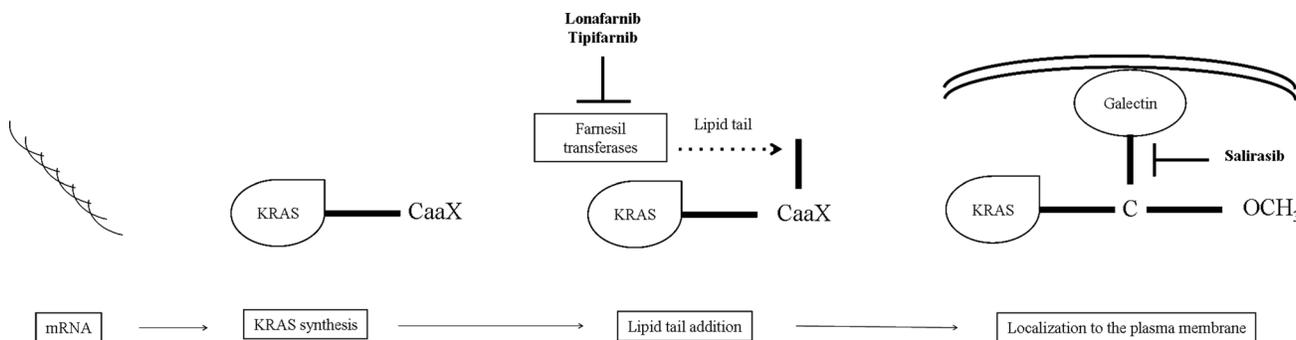 Lonafarnib
Tipifarnib
Farnesil
transferases
Lipid tail
Galectin
Salirasib
KRAS
CaaX
KRAS
CaaX
KRAS
C
OCH3
mRNA
KRAS synthesis
Lipid tail addition
Localization to the plasma membrane